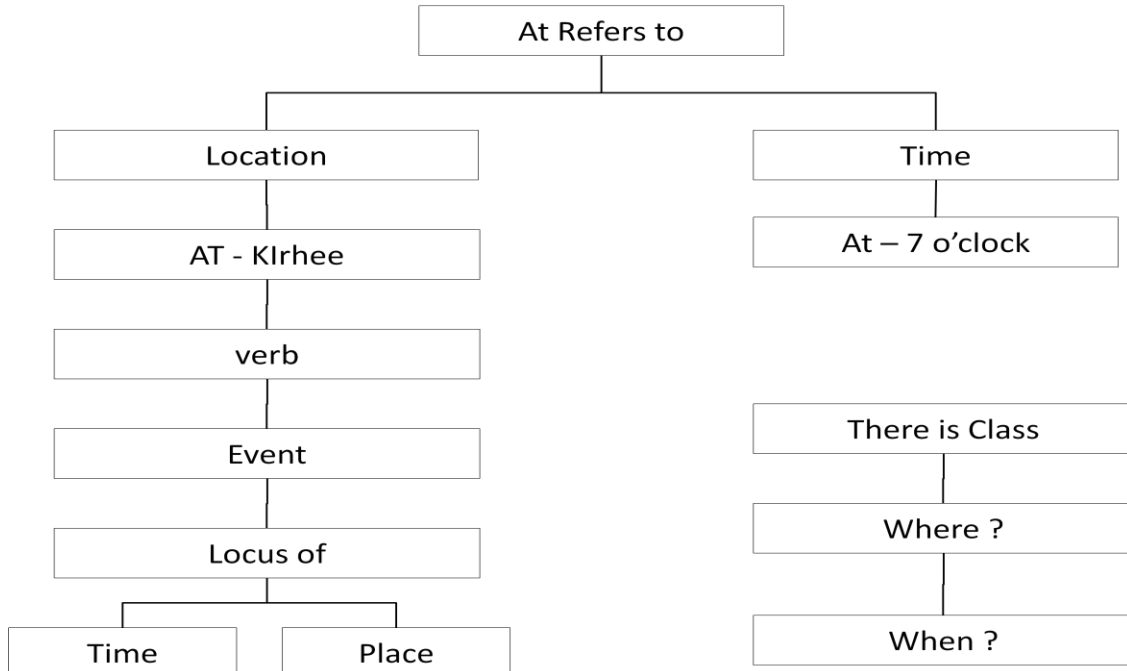 At Refers to
Location
Time
AT - KIrhee
At – 7 o’clock
verb
There is Class
Event
Where ?
Locus of
When ?
Time
Place